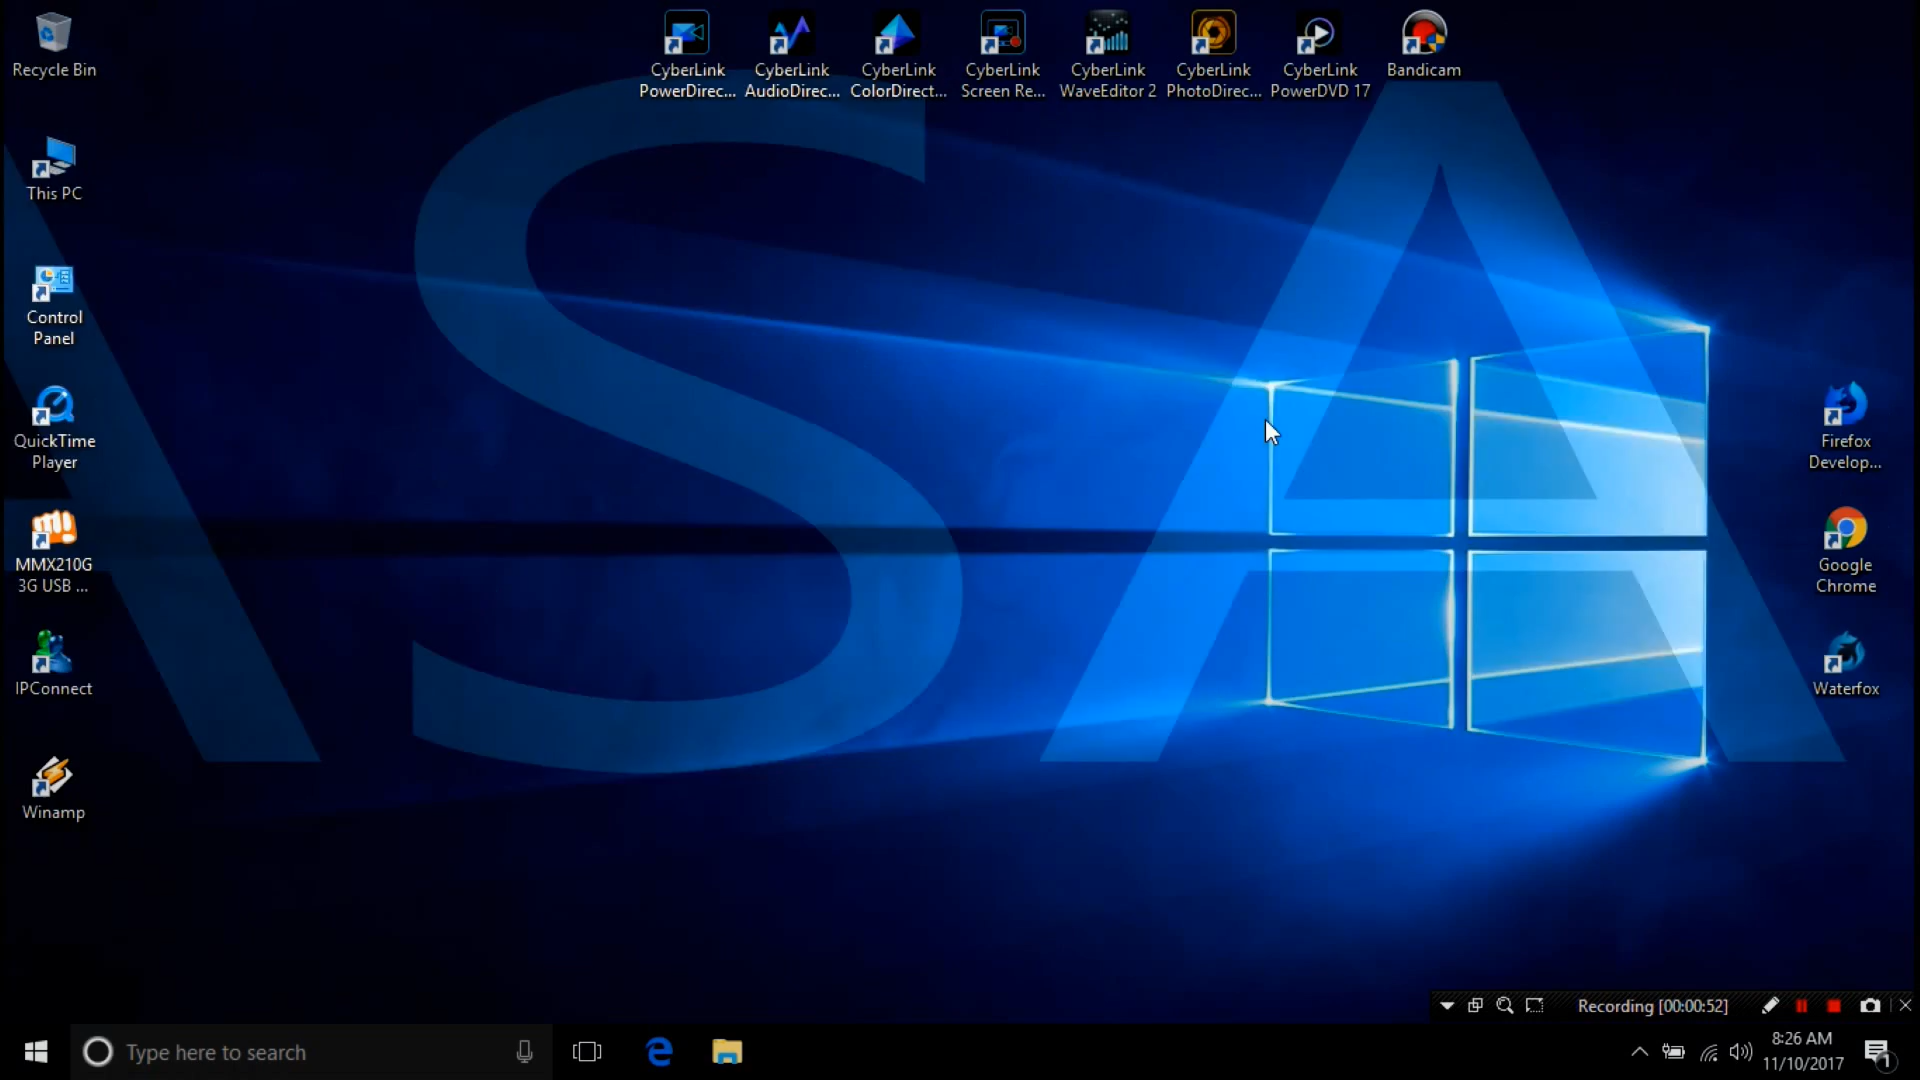 Recycle Bin
This PC
Control
Panel
QuickTime
Player
MMX210G
3G USB ...
IPConnect
Winamp
CyberLink
PowerDirec...
CyberLink
AudioDirec...
CyberLink
ColorDirect...
CyberLink
Screen Re...
CyberLink
WaveEditor 2
CyberLink
PhotoDirec...
CyberLink
PowerDVD 17
Bandicam
ASA
Firefox
Develop...
Google
Chrome
Waterfox
Recording [00:00:52]
Type here to search
8:26 AM
11/10/2017
1